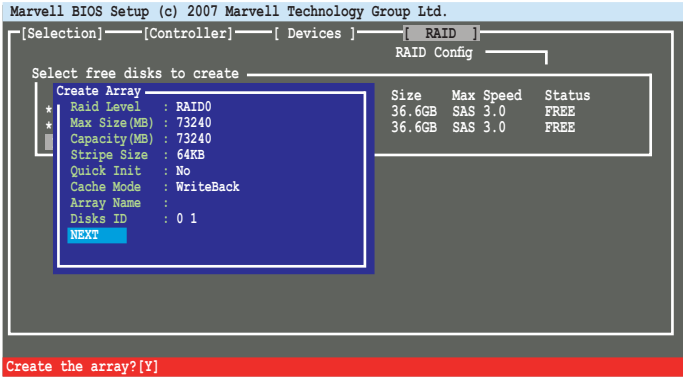 Marvell BIOS Setup (c) 2007 Marvell Technology Group Ltd.
[Selection] [Controller] [ Devices ] [ RAID ]
RAID Config
Select free disks to create
Size Max Speed Status
* 36.6GB SAS 3.0 FREE
* 36.6GB SAS 3.0 FREE
Create Array
Raid Level : RAID0
Max Size(MB) : 73240
Capacity(MB) : 73240
Stripe Size : 64KB
Quick Init : No
Cache Mode : WriteBack
Array Name :
Disks ID : 0 1
NEXT
Create the array?[Y]